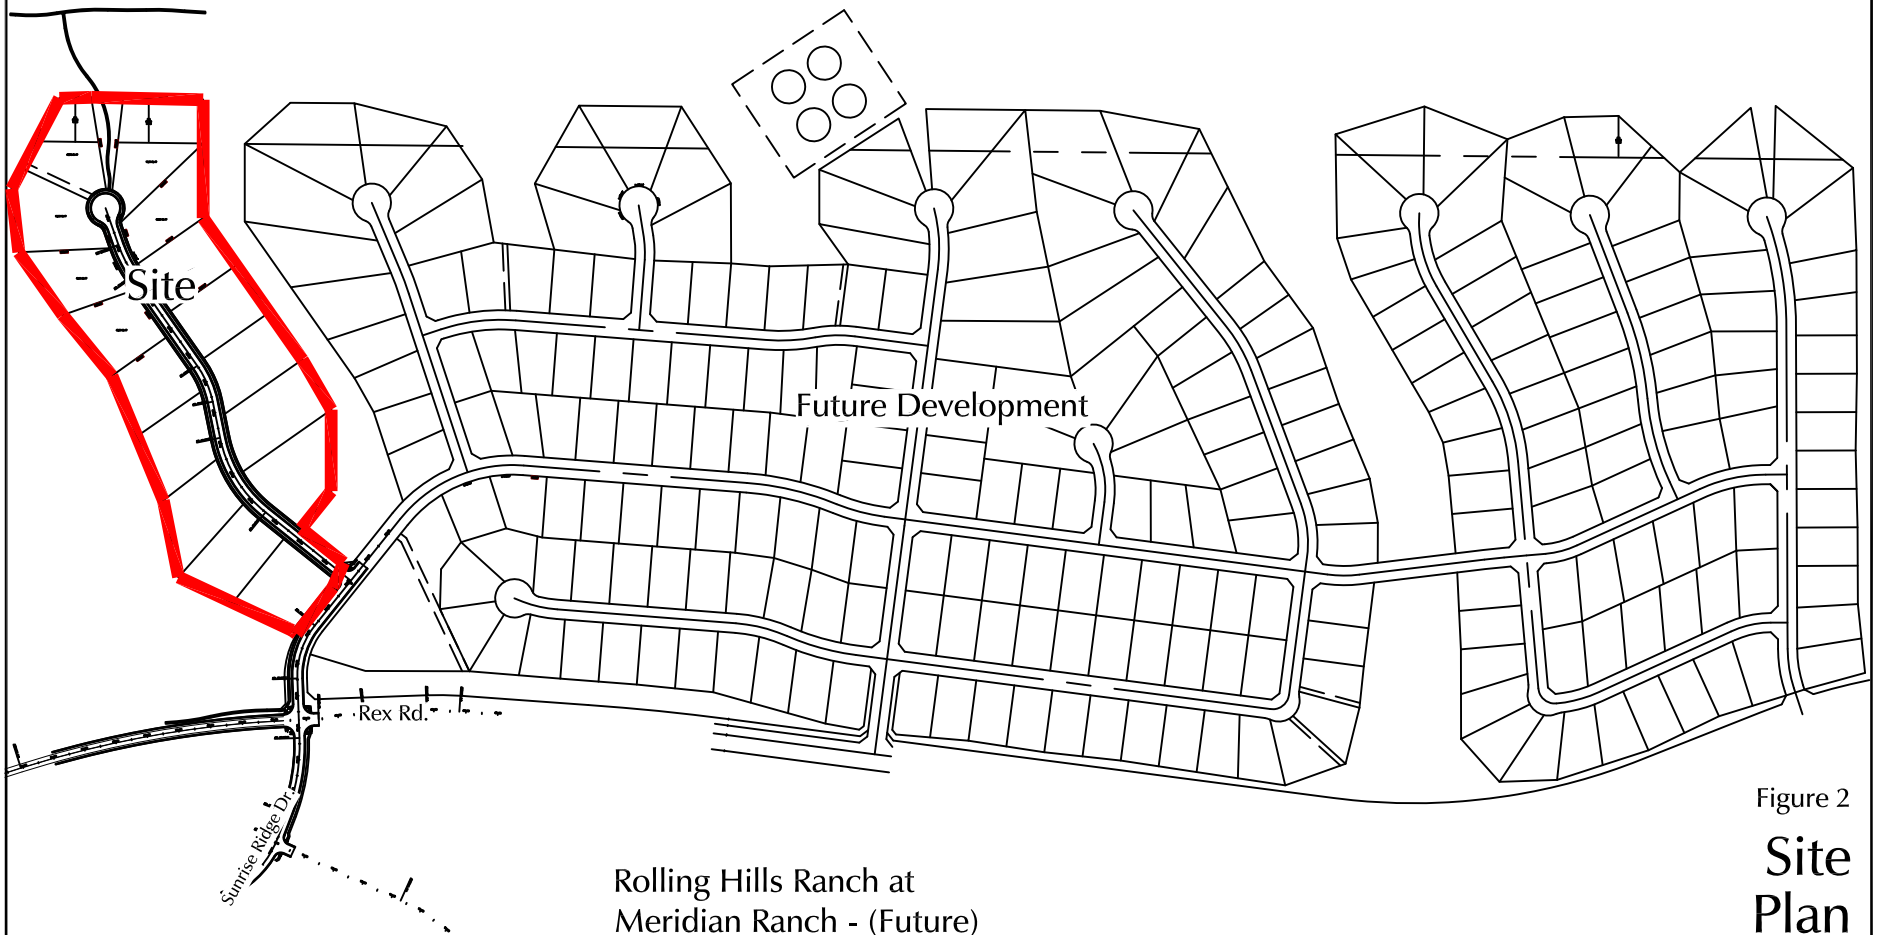 Site
Future Development
Rex Rd.
Sunrise Ridge Dr.
Figure 2
Site
Plan
Rolling Hills Ranch at
Meridian Ranch - (Future)